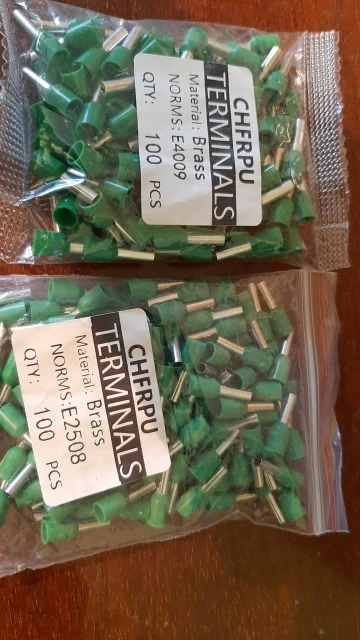 CHFRPU
TERMINALS
Material: Brass
NORMS: E4009
QTY: 100 PCS
CHFRPU
TERMINALS
Material: Brass
NORMS:E2508
QTY: 100 PCS